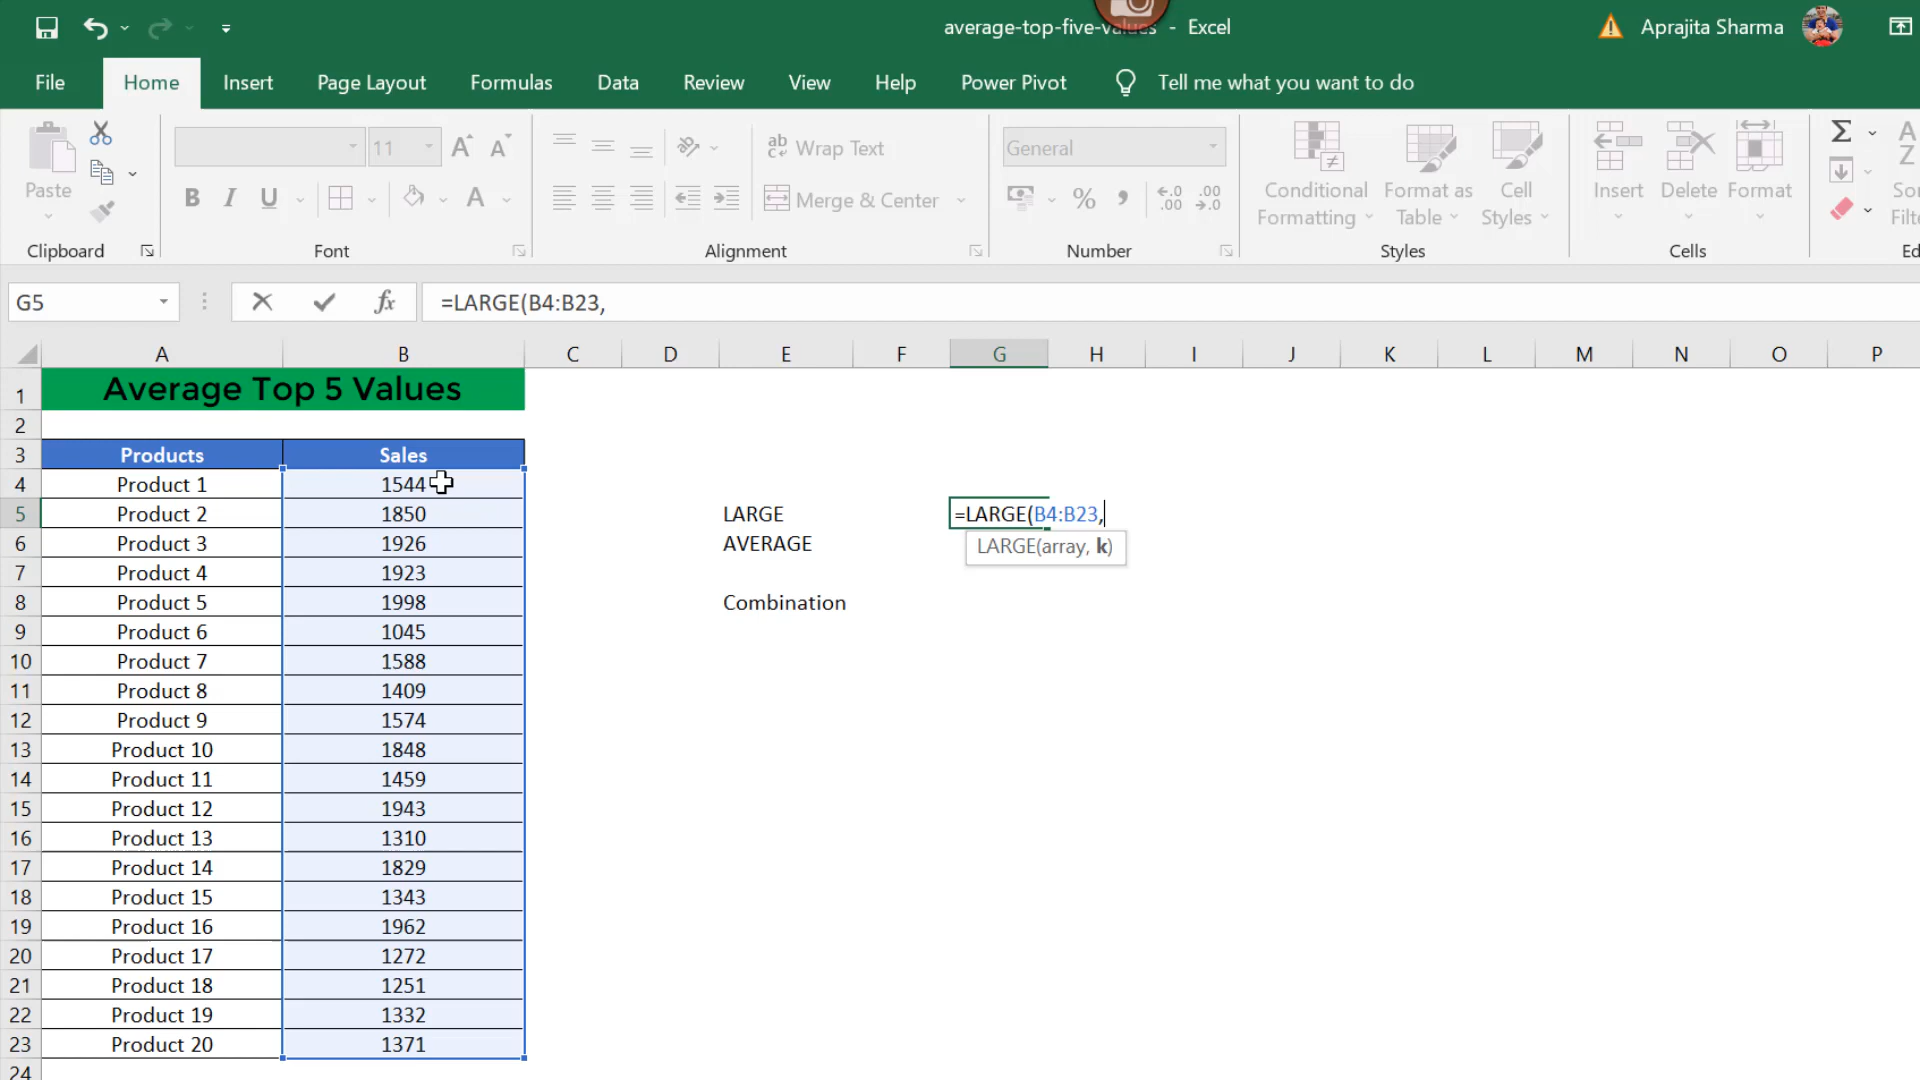 average-top-five-values - Excel
Aprajita Sharma
File Home Insert Page Layout Formulas Data Review View Help Power Pivot Tell me what you want to do
11
ab Wrap Text
General
Paste
B I U
A
Merge & Center
% ,
Conditional Formatting
Format as Table
Cell Styles
Insert
Delete
Format
Clipboard
Font
Alignment
Number
Styles
Cells
G5
fx
=LARGE(B4:B23,
A B C D E F G H I J K L M N O P
1 Average Top 5 Values
2
3 Products Sales
4 Product 1 1544
5 Product 2 1850 LARGE =LARGE(B4:B23,
6 Product 3 1926 AVERAGE LARGE(array, k)
7 Product 4 1923
8 Product 5 1998 Combination
9 Product 6 1045
10 Product 7 1588
11 Product 8 1409
12 Product 9 1574
13 Product 10 1848
14 Product 11 1459
15 Product 12 1943
16 Product 13 1310
17 Product 14 1829
18 Product 15 1343
19 Product 16 1962
20 Product 17 1272
21 Product 18 1251
22 Product 19 1332
23 Product 20 1371
24